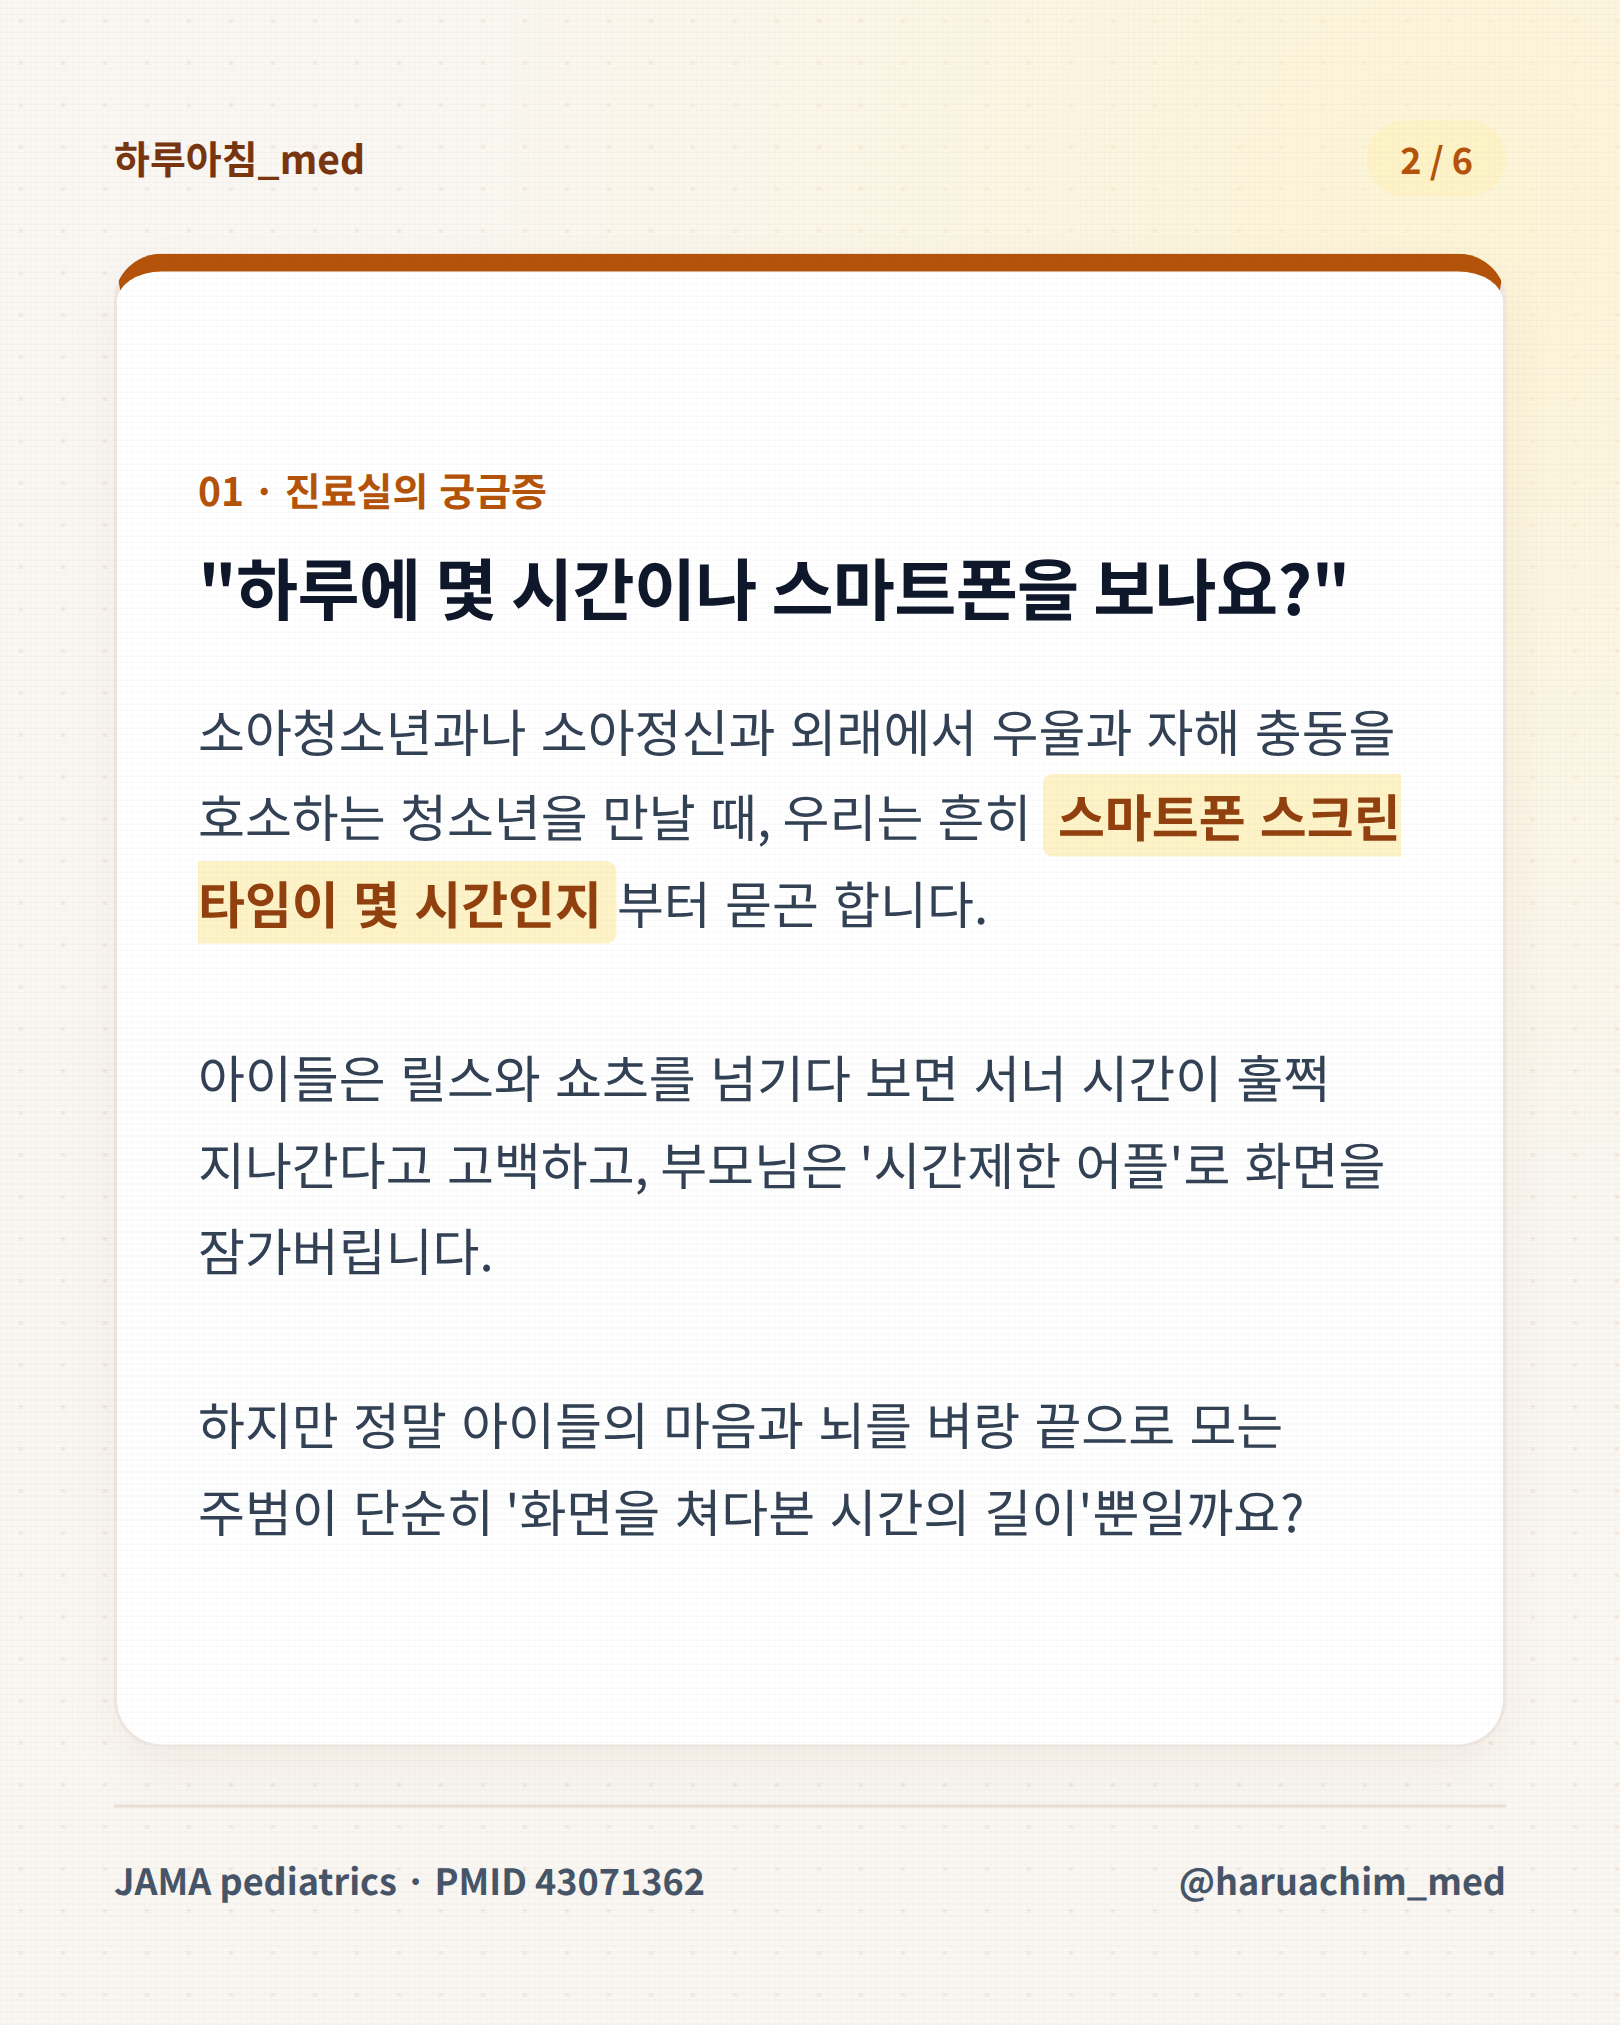 하루아침_med
2 / 6
01 · 진료실의 궁금증
"하루에 몇 시간이나 스마트폰을 보나요?"
소아청소년과나 소아정신과 외래에서 우울과 자해 충동을
호소하는 청소년을 만날 때, 우리는 흔히 스마트폰 스크린
타임이 몇 시간인지 부터 묻곤 합니다.
아이들은 릴스와 쇼츠를 넘기다 보면 서너 시간이 훌쩍
지나간다고 고백하고, 부모님은 '시간제한 어플'로 화면을
잠가버립니다.
하지만 정말 아이들의 마음과 뇌를 벼랑 끝으로 모는
주범이 단순히 '화면을 쳐다본 시간의 길이'뿐일까요?
JAMA pediatrics · PMID 43071362
@haruachim_med